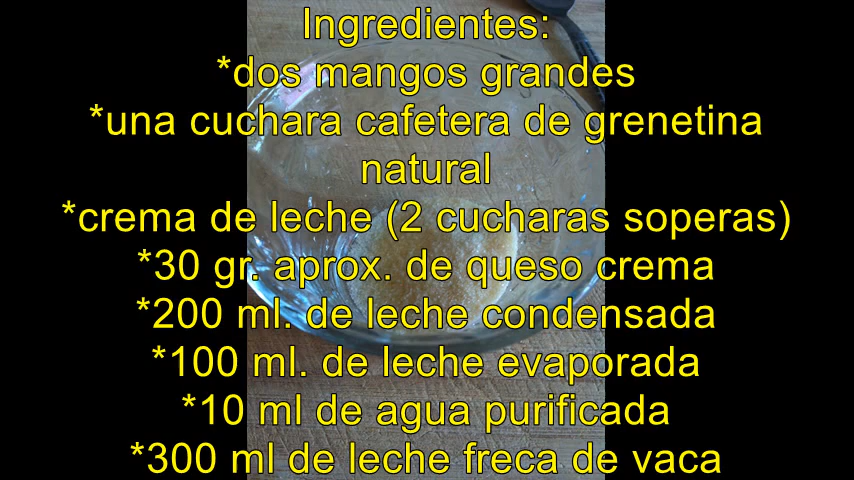 Ingredientes:
*dos mangos grandes
*una cuchara cafetera de grenetina
natural
*crema de leche (2 cucharas soperas)
*30 gr. aprox. de queso crema
*200 ml. de leche condensada
*100 ml. de leche evaporada
*10 ml de agua purificada
*300 ml de leche freca de vaca